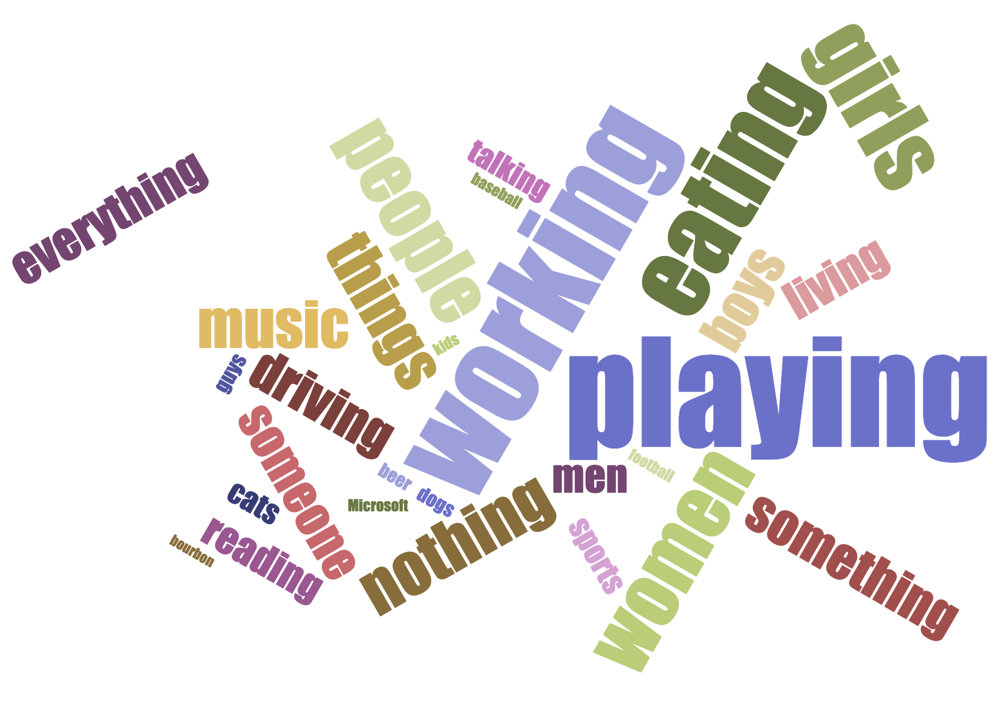 girls
eating
working
people
talking
baseball
everything
things
boys
living
music
kids
playing
guys
driving
someone
football
women
men
beer
dogs
cats
Microsoft
nothing
something
reading
sports
bourbon